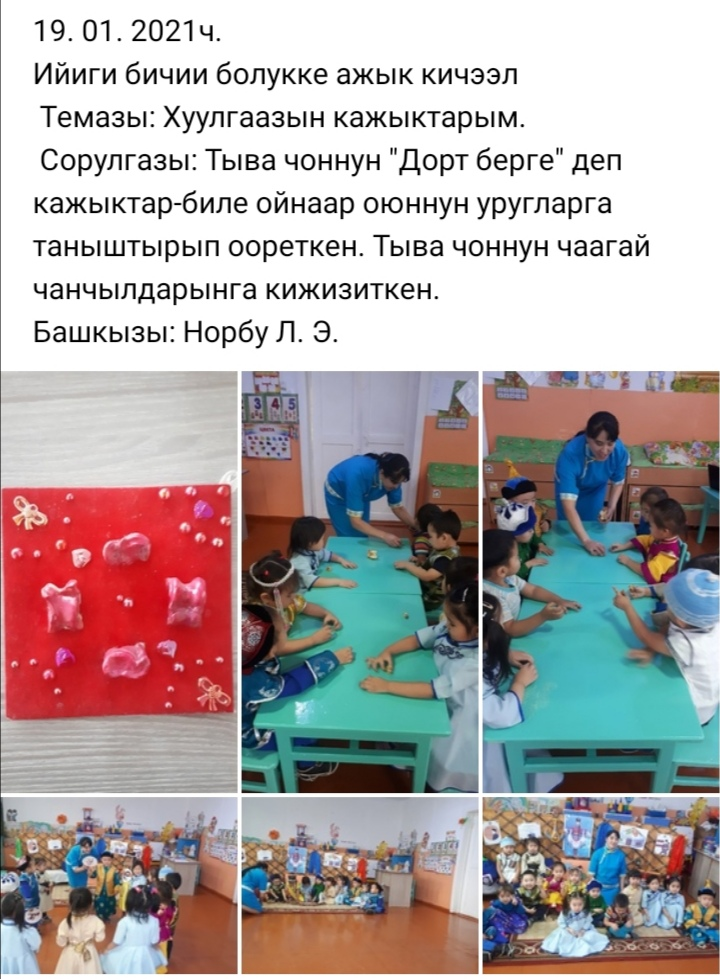 19. 01. 2021ч.
Ийиги бичии болукке ажык кичээл
Темазы: Хуулгаазын кажыктарым.
Сорулгазы: Тыва чоннун "Дорт берге" деп
кажыктар-биле ойнаар оюннун уругларга
таныштырып оореткен. Тыва чоннун чаагай
чанчылдарынга кижизиткен.
Башкызы: Норбу Л. Э.
3 4 5